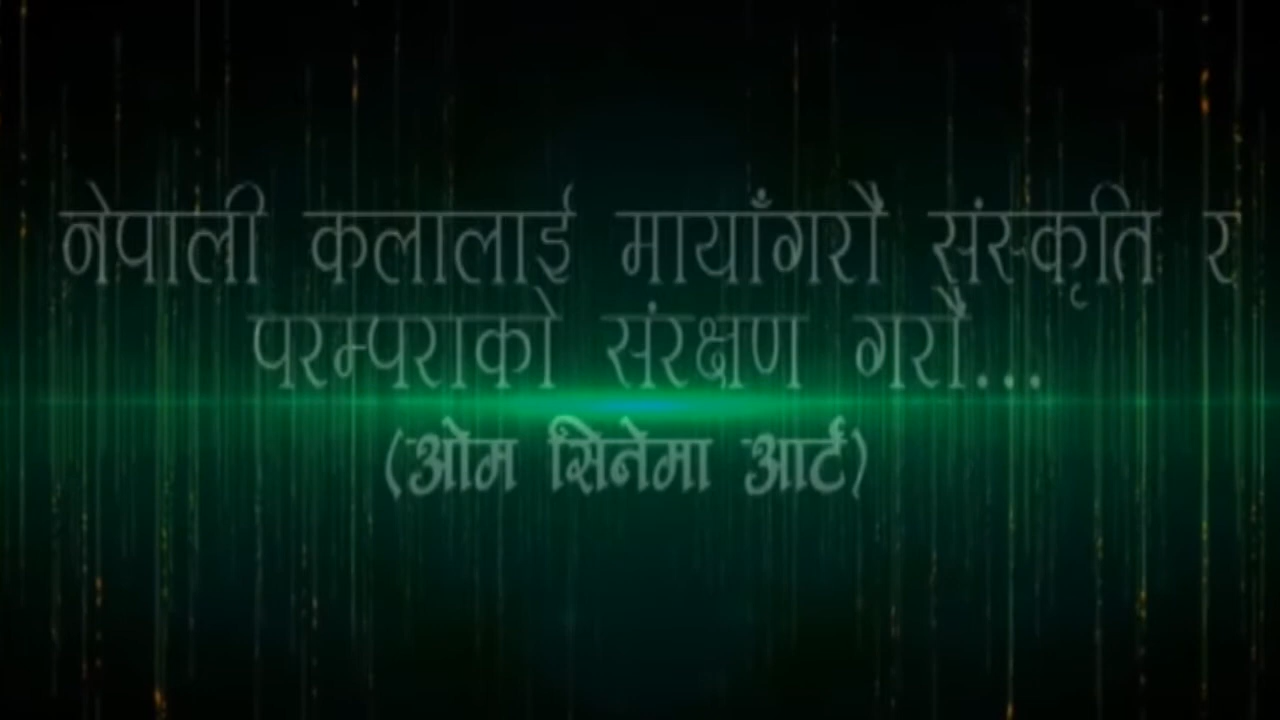 नेपाली कलालाई मायाँगरौं संस्कृति र
परम्पराको संरक्षण गरौं...
(ओम सिनेमा आर्ट)